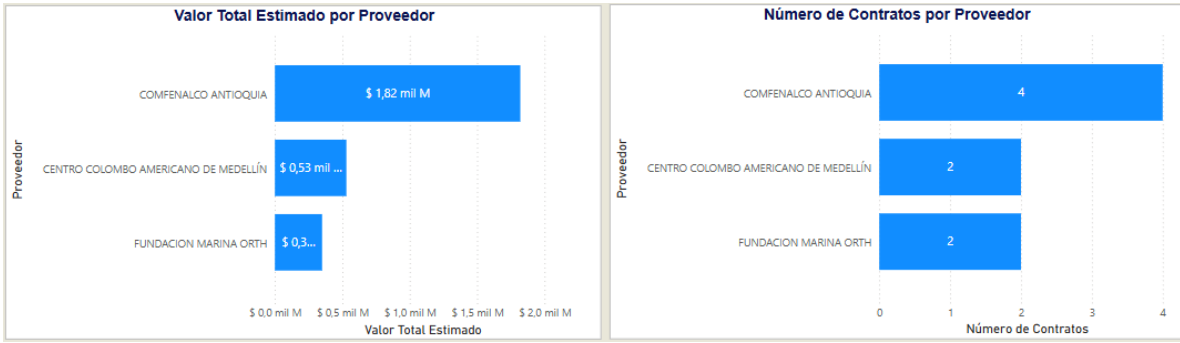 Valor Total Estimado por Proveedor
Proveedor
COMFENALCO ANTIOQUIA
$ 1,82 mil M
CENTRO COLOMBO AMERICANO DE MEDELLÍN
$ 0,53 mil ...
FUNDACION MARINA ORTH
$ 0,3...
$ 0,0 mil M $ 0,5 mil M $ 1,0 mil M $ 1,5 mil M $ 2,0 mil M
Valor Total Estimado
Número de Contratos por Proveedor
Proveedor
COMFENALCO ANTIOQUIA
4
CENTRO COLOMBO AMERICANO DE MEDELLÍN
2
FUNDACION MARINA ORTH
2
0 1 2 3 4
Número de Contratos